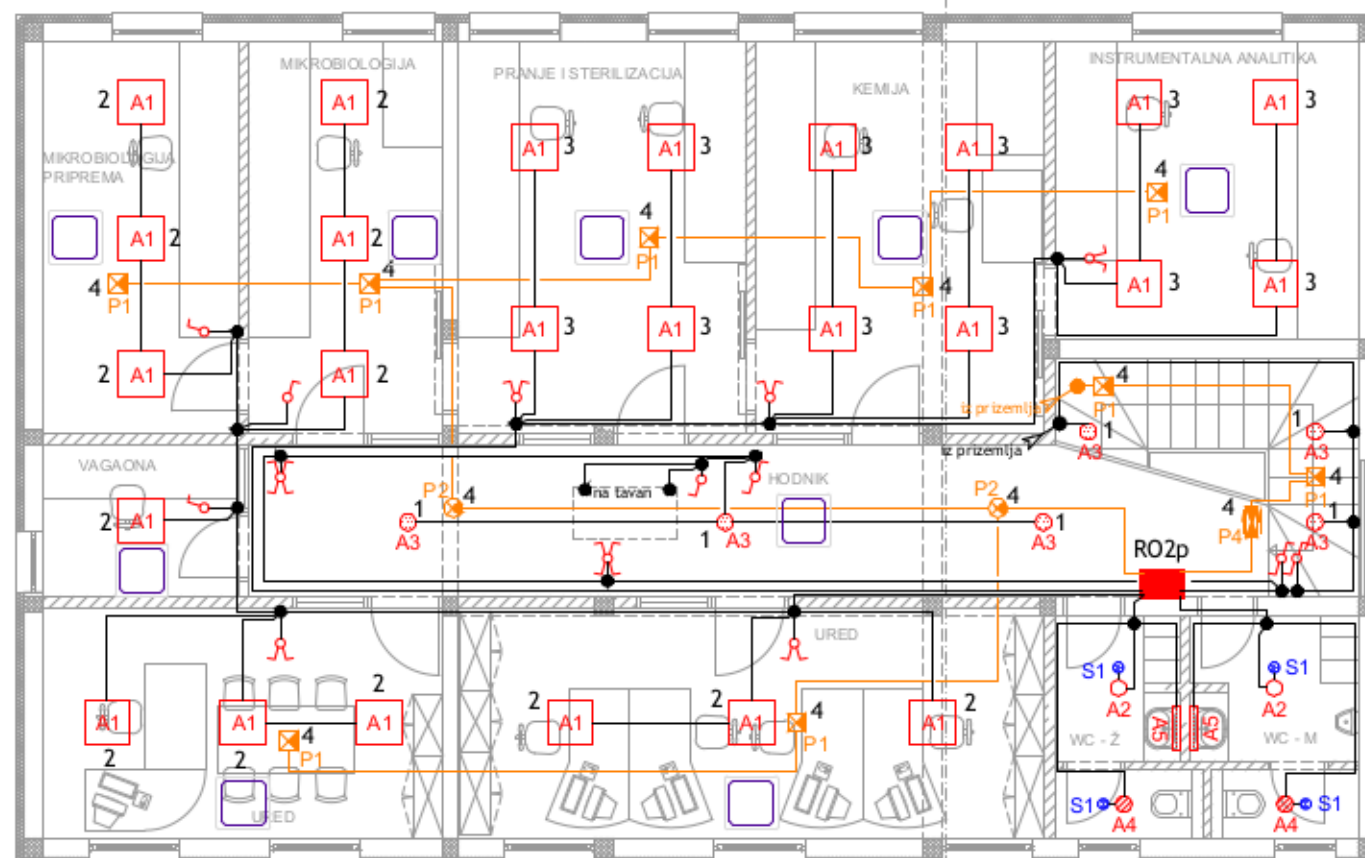 MIKROBIOLOGIJA
PRANJE I STERILIZACIJA
KEMIJA
INSTRUMENTALNA ANALITIKA
2 A1
A1 2
A1 3
A1 3
MIKROBIOLOGIJA
PRIPREMA
A1 3
A1 3
A1 3
A1 3
4
P1
A1 2
A1 2
4
P1
4 P1
4
P1
4
P1
A1 3
A1 3
A1 3
A1 3
A1 3
A1 3
2 A1
A1 2
iz prizemlja
4
P1
1
A3
1
A3
iz prizemlja
VAGAONA
2 A1
HODNIK
na tavan
P2 4
P2 4
4
P1
1
A3
1
A3
1
A3
4
P4
1
A3
RO2p
URED
S1
S1
A2
A2
A1
2
A1
2
A1
2
2 A1
2 A1
A1 2
4
P1
4
P1
A5
A5
WC - Ž
WC - M
URED
S1
A4
S1
A4